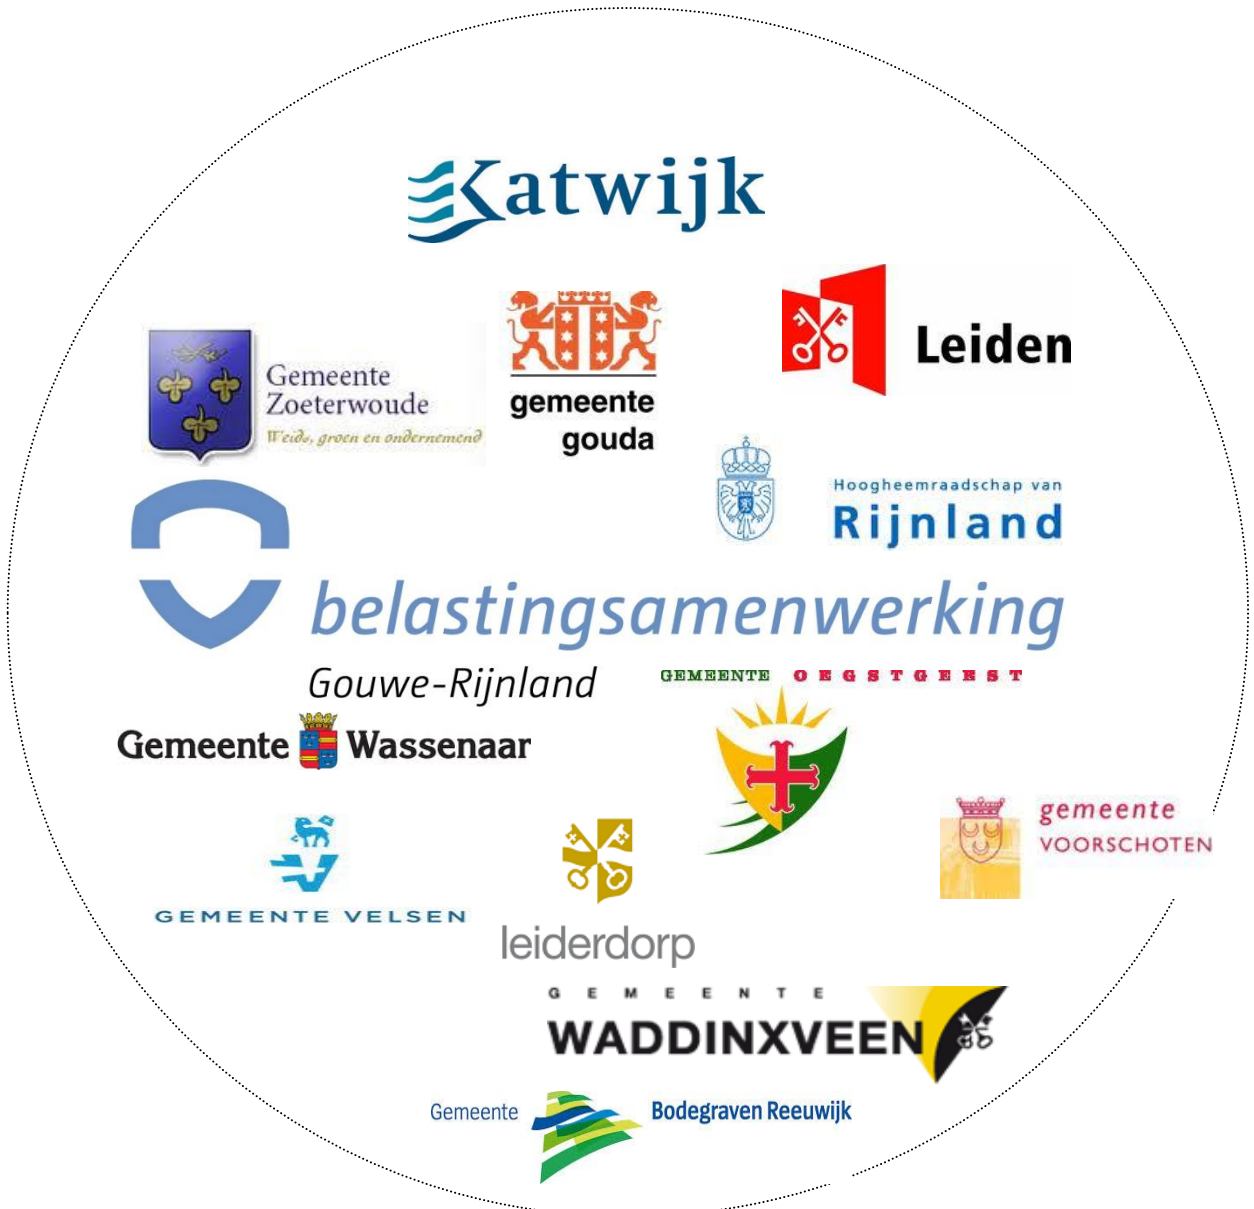 Katwijk
Gemeente
Zoeterwoude
Weids, groen en ondernemend
gemeente
gouda
Leiden
Hoogheemraadschap van
Rijnland
belastingsamenwerking
Gouwe-Rijnland
GEMEENTE OEGSTGEEST
Gemeente Wassenaar
gemeente
VOORSCHOTEN
GEMEENTE VELSEN
leiderdorp
GEMEENTE
WADDINXVEEN
Gemeente Bodegraven Reeuwijk